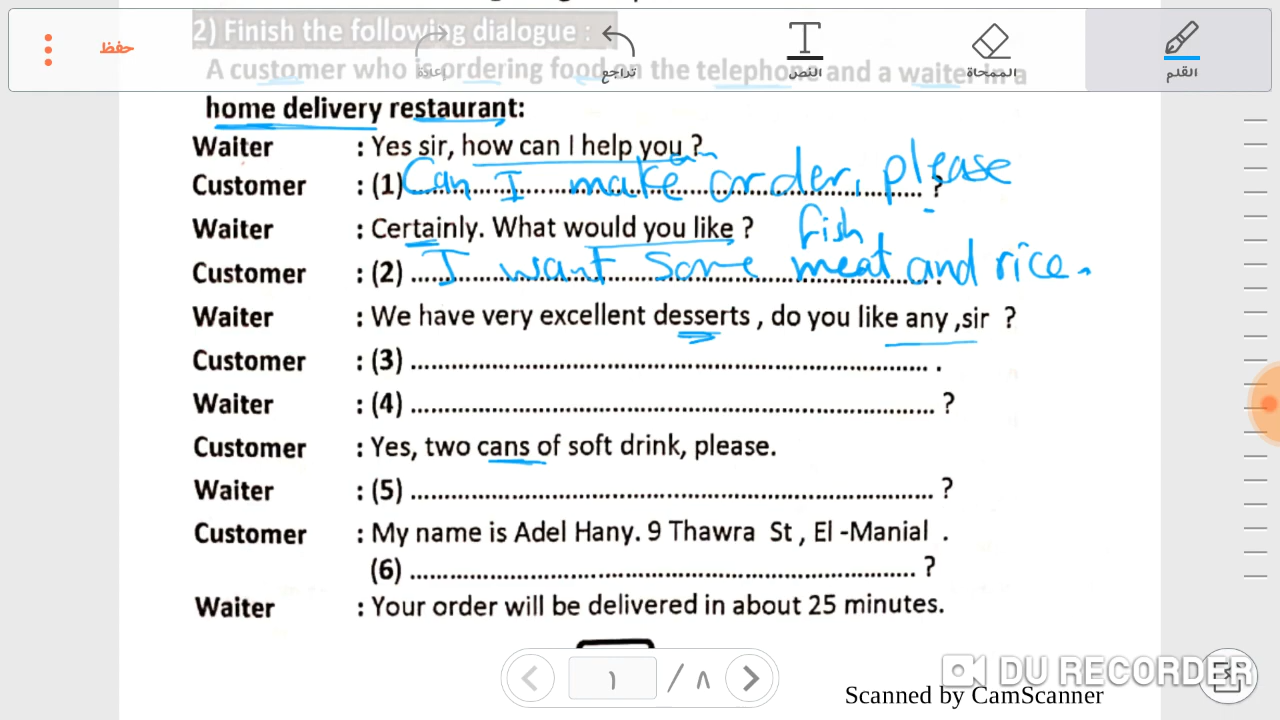 2) Finish the following dialogue :
حفظ
إعادة
تراجع
النص
الممحاة
القلم
A customer who is ordering food on the telephone and a waiter in a
home delivery restaurant:
Waiter : Yes sir, how can I help you ?
Customer : (1) Can I make order, please ?
Waiter : Certainly. What would you like ?
fish
Customer : (2) I want some meat and rice.
Waiter : We have very excellent desserts , do you like any ,sir ?
Customer : (3) .......................................................... .
Waiter : (4) .......................................................... ?
Customer : Yes, two cans of soft drink, please.
Waiter : (5) .......................................................... ?
Customer : My name is Adel Hany. 9 Thawra St , El -Manial .
(6) .......................................................... ?
Waiter : Your order will be delivered in about 25 minutes.
١ / ٨
DU RECORDER
Scanned by CamScanner